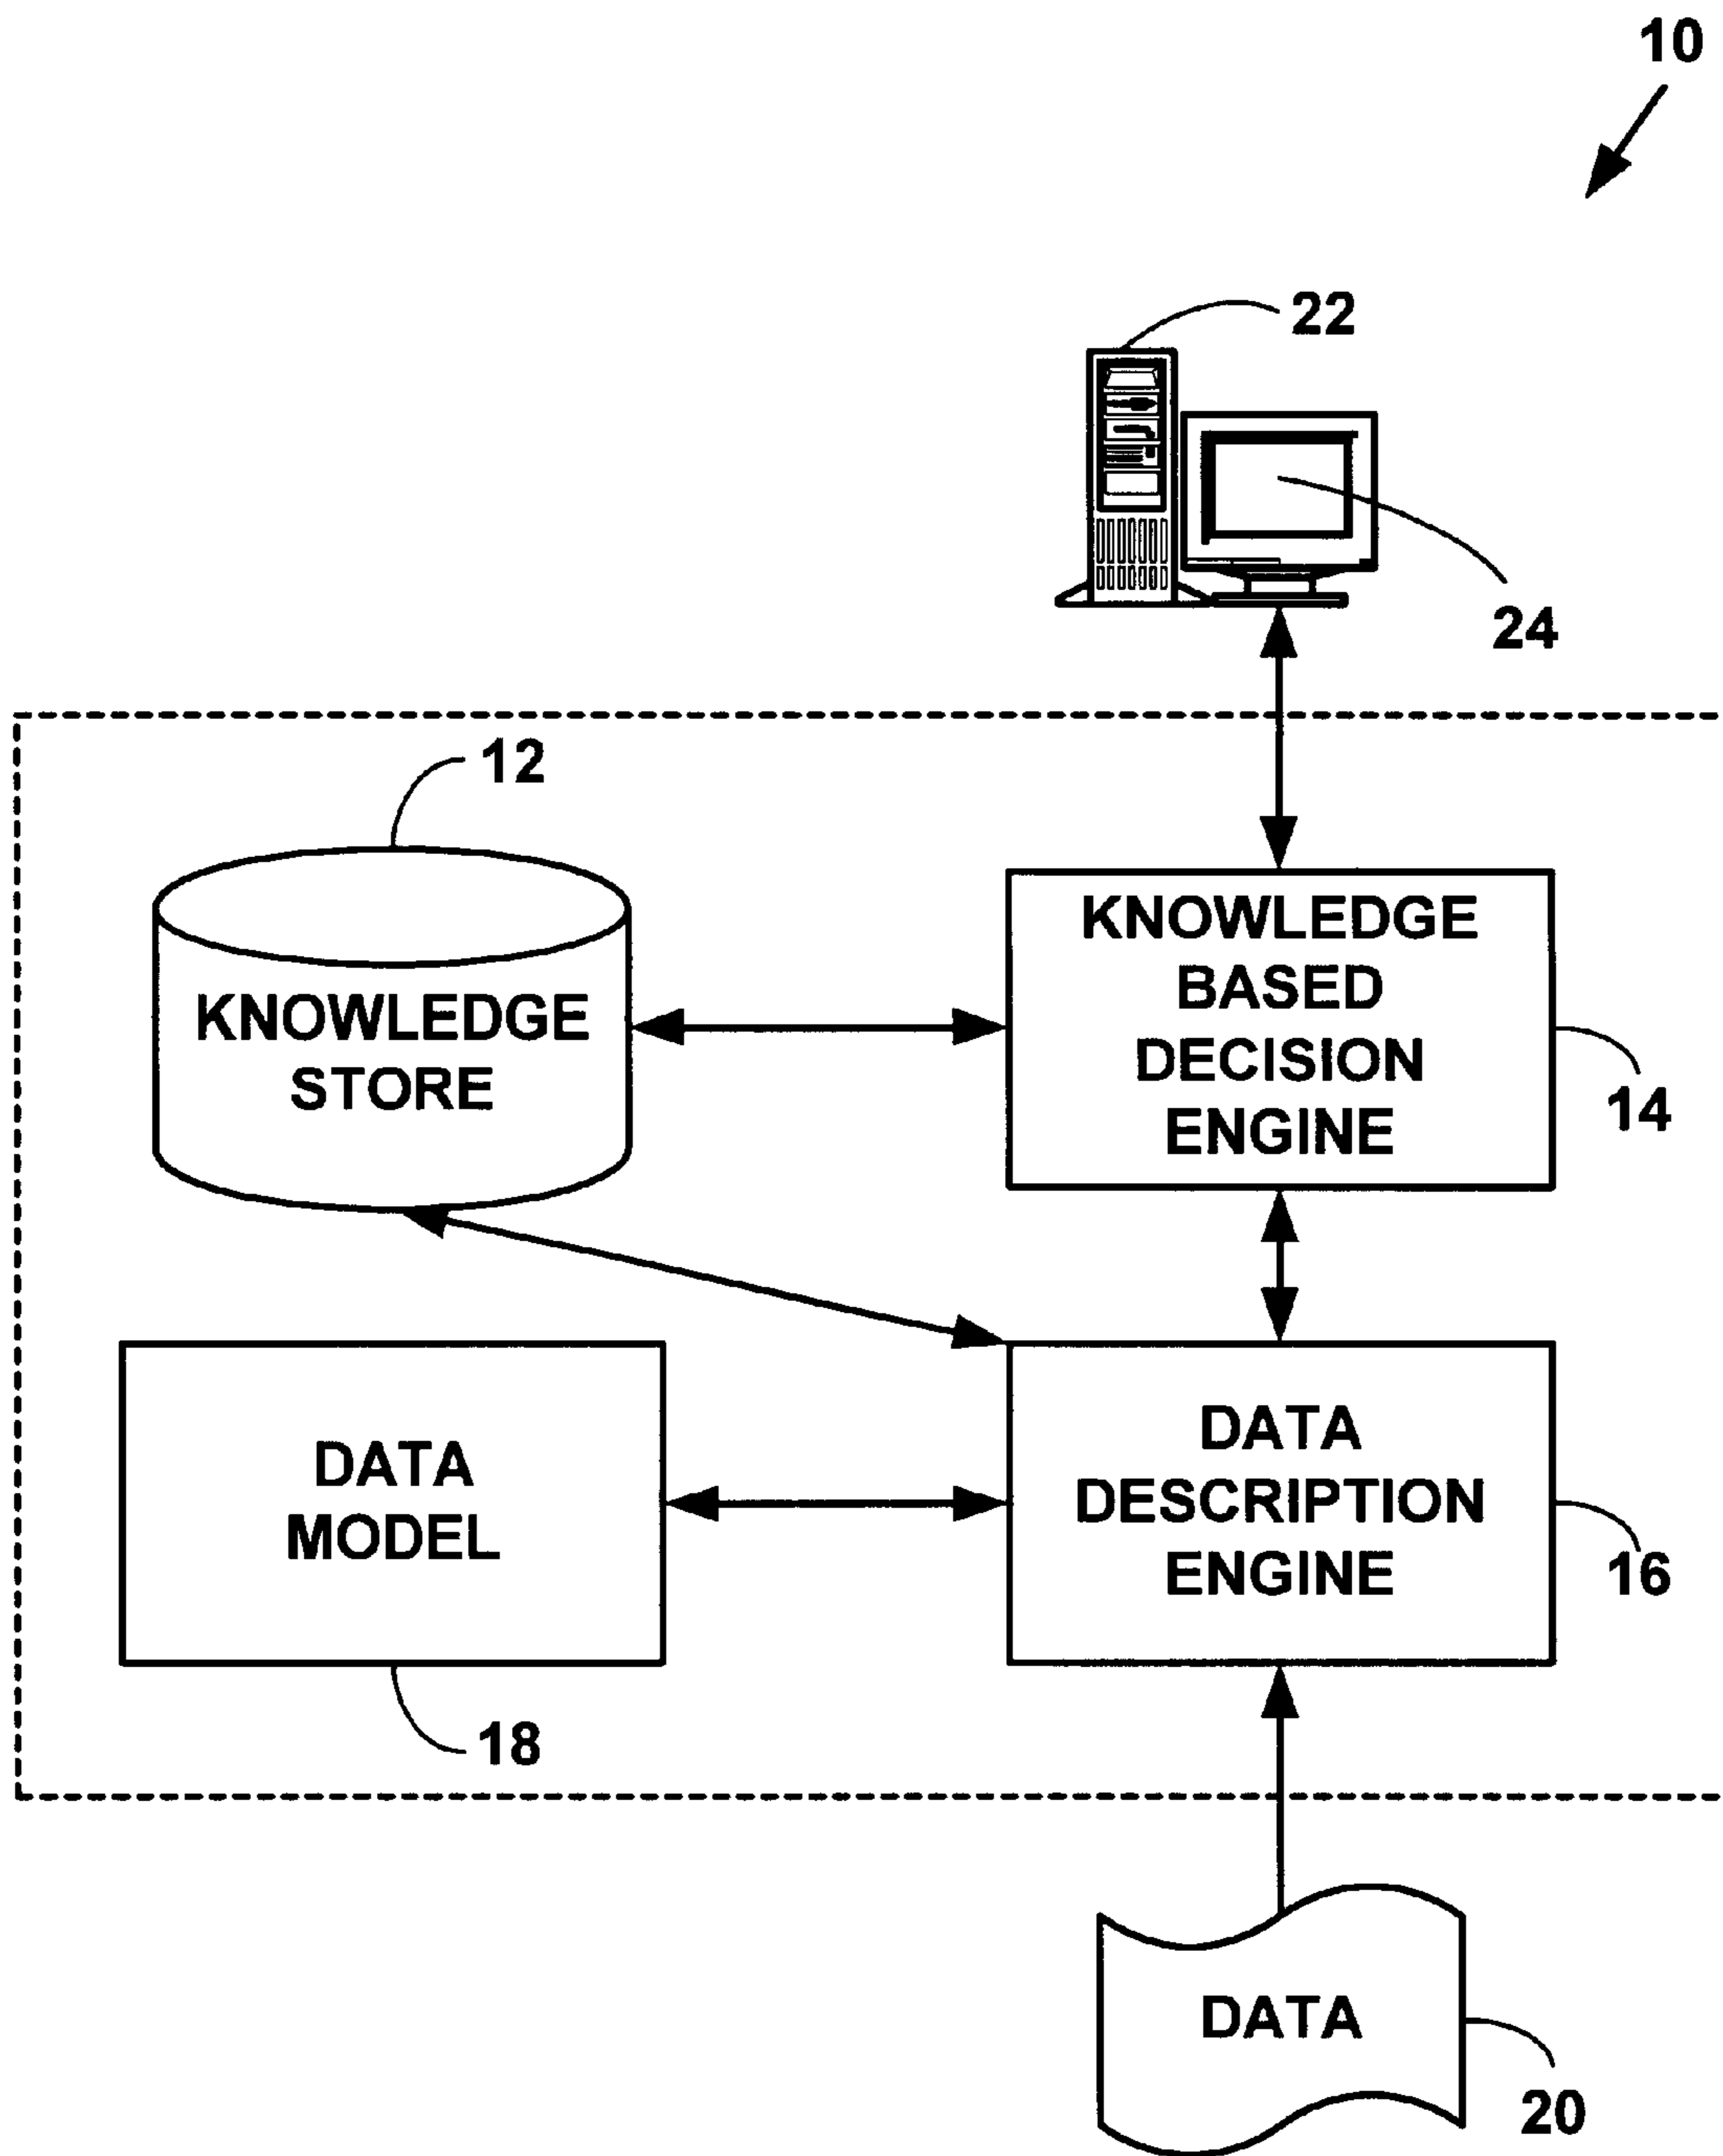 10
22
24
12
KNOWLEDGE
STORE
KNOWLEDGE
BASED
DECISION
ENGINE
14
DATA
MODEL
18
DATA
DESCRIPTION
ENGINE
16
DATA
20